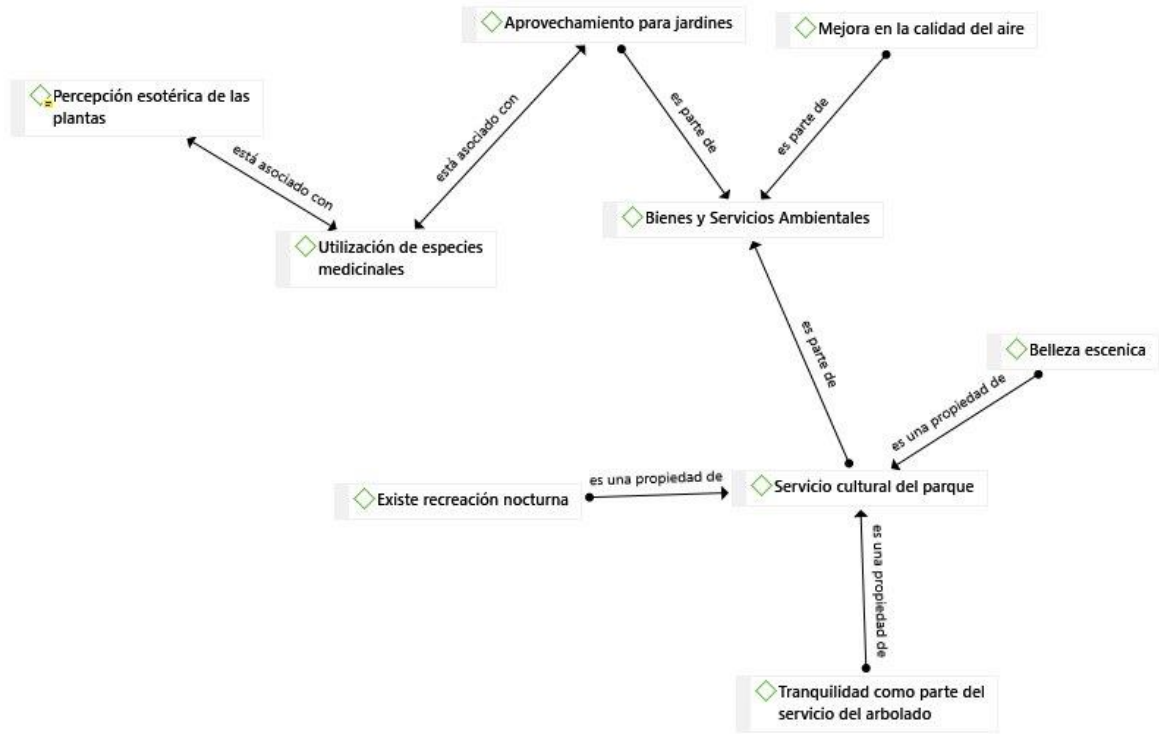 Aprovechamiento para jardines
Mejora en la calidad del aire
Percepción esotérica de las
plantas
está asociado con
está asociado con
es parte de
es parte de
Bienes y Servicios Ambientales
Utilización de especies
medicinales
es parte de
Belleza escenica
es una propiedad de
Existe recreación nocturna
es una propiedad de
Servicio cultural del parque
es una propiedad de
Tranquilidad como parte del
servicio del arbolado